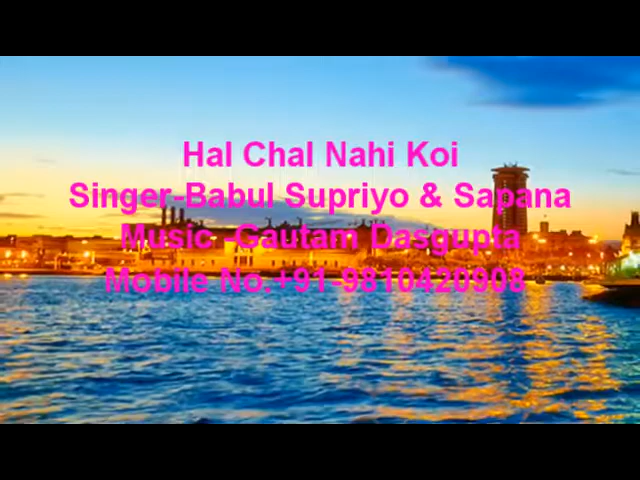 Hal Chal Nahi Koi
Singer-Babul Supriyo & Sapana
Music -Gautam Dasgupta
Mobile No.+91-9810420908